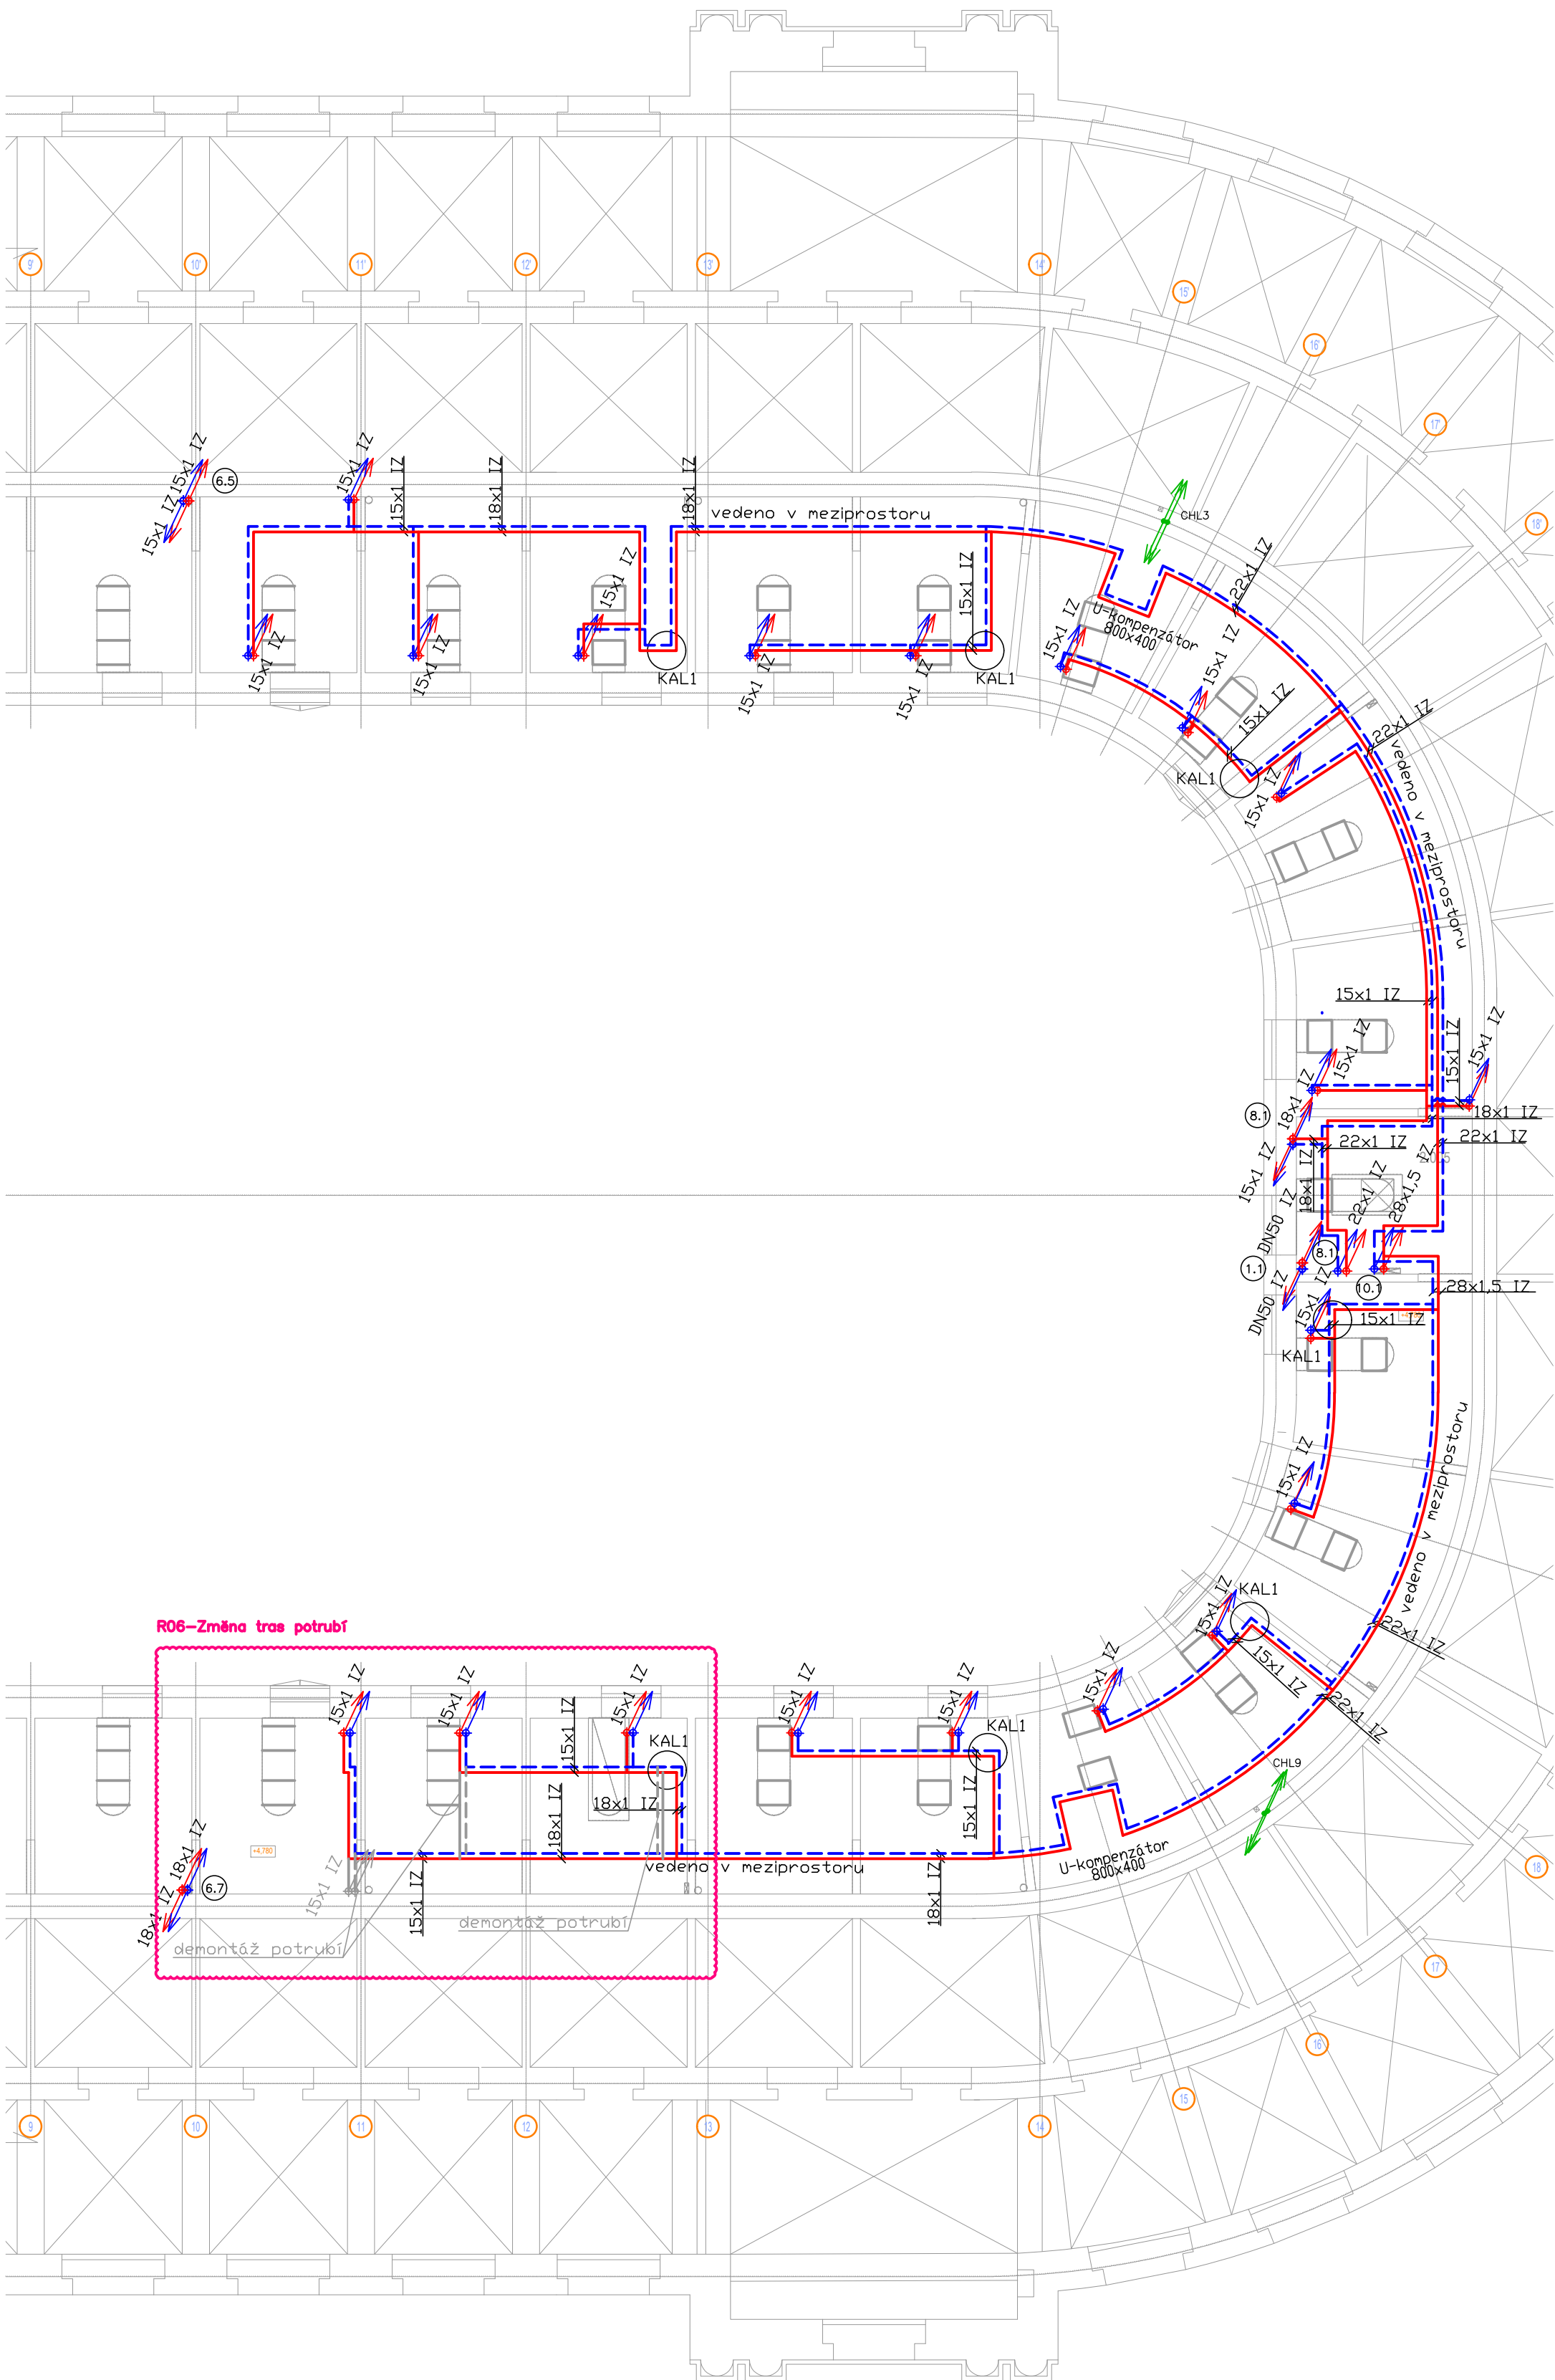 9'
10'
11'
12'
13'
14'
15'
16'
17'
18'
15x1 IZ
15x1 IZ
6.5
15x1 IZ
15x1 IZ
18x1 IZ
18x1 IZ
vedeno v meziprostoru
CHL3
15x1 IZ
15x1 IZ
15x1 IZ
KAL1
15x1 IZ
15x1 IZ
15x1 IZ
KAL1
U-kompenzátor
800x400
22x1 IZ
15x1 IZ
15x1 IZ
15x1 IZ
KAL1
15x1 IZ
22x1 IZ
vedeno v meziprostoru
15x1 IZ
15x1 IZ
15x1 IZ
15x1 IZ
8.1
18x1 IZ
18x1 IZ
22x1 IZ
22x1 IZ
15x1 IZ
18x1 IZ
DN50 IZ
22x1 IZ
28x1,5 IZ
1.1
8.1
10.1
DN50 IZ
15x1 IZ
28x1,5 IZ
15x1 IZ
KAL1
vedeno v meziprostoru
15x1 IZ
KAL1
15x1 IZ
22x1 IZ
15x1 IZ
22x1 IZ
R06-Změna tras potrubí
15x1 IZ
15x1 IZ
15x1 IZ
15x1 IZ
15x1 IZ
15x1 IZ
15x1 IZ
KAL1
KAL1
18x1 IZ
18x1 IZ
15x1 IZ
CHL9
U-kompenzátor
800x400
+4,780
18x1 IZ
6.7
18x1 IZ
15x1 IZ
15x1 IZ
vedeno v meziprostoru
18x1 IZ
demontáž potrubí
demontáž potrubí
9
10
11
12
13
14
15
16
17
18